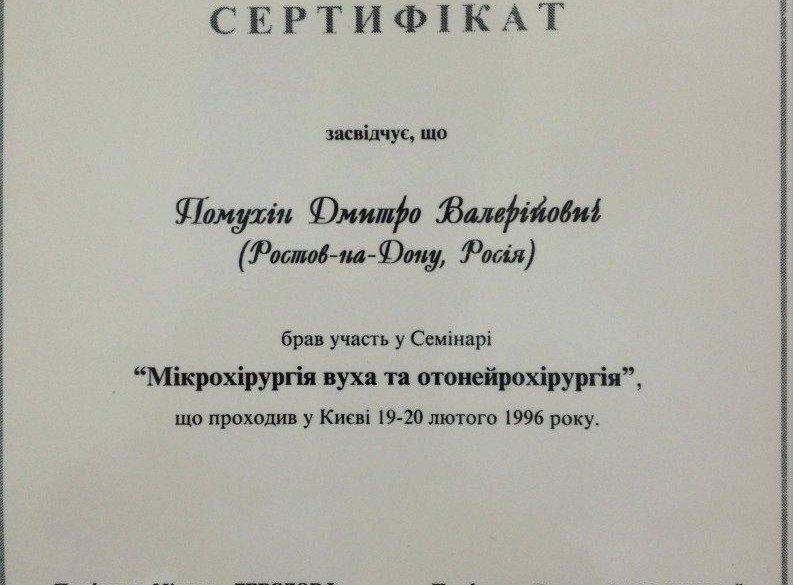 СЕРТИФІКАТ
засвідчує, що
Помухін Дмитро Валерійович
(Ростов-на-Дону, Росія)
брав участь у Семінарі
“Мікрохірургія вуха та отонейрохірургія”,
що проходив у Києві 19-20 лютого 1996 року.